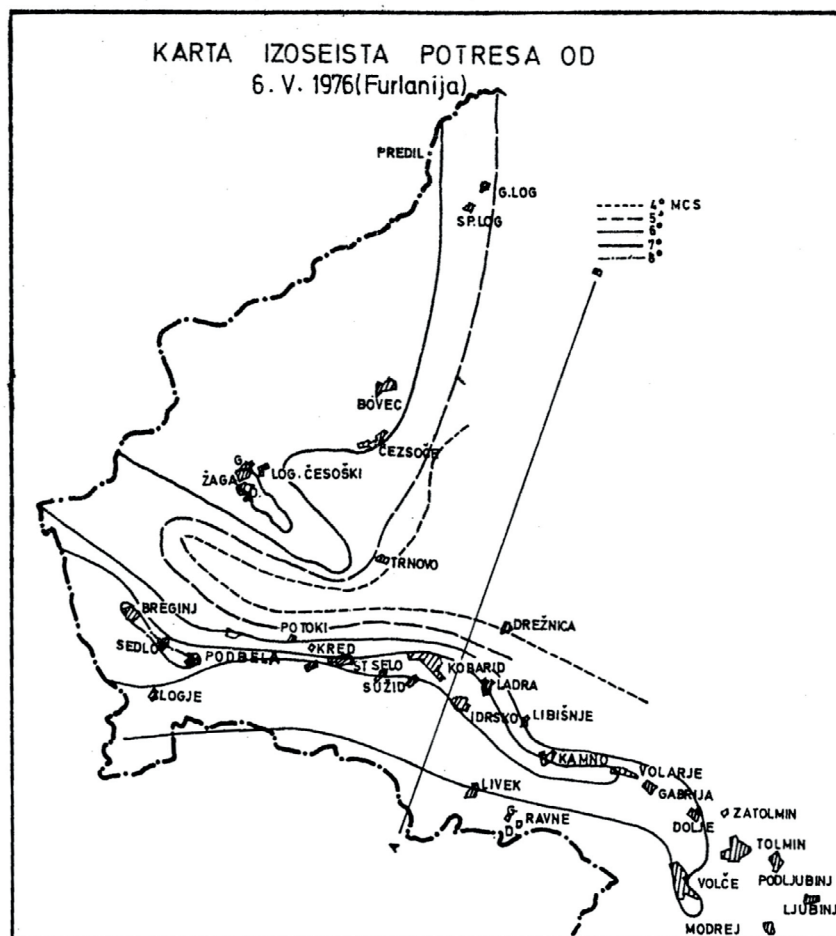 KARTA IZOSEISTA POTRESA OD
6. V. 1976 (Furlanija)
PREDIL
G. LOG
SP. LOG
4° MCS
5°
6°
7°
8°
BOVEC
ČEZSOČE
G.
LOG. ČESOŠKI
ŽAGA
D.
TRNOVO
BREGINJ
DREŽNICA
POTOKI
SEDLO
KRED
PODBELA
ST SELO
KOBARID
LOGJE
SUŽID
LADRA
IDRSKO
LIBIŠNJE
KAMNO
VOLARJE
LIVEK
GABRIJA
G
D RAVNE
DOLJE
ZATOLMIN
TOLMIN
VOLČE
PODLJUBINJ
LJUBINJ
MODREJ